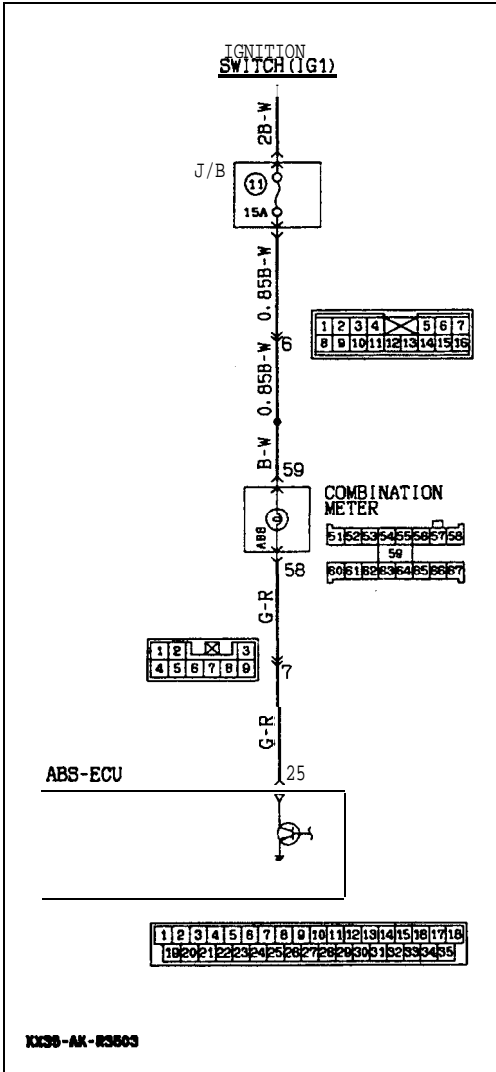 IGNITION
SWITCH(IG1)
2B-W
J/B
11
15A
0.85B-W
6
1 2 3 4 5 6 7
8 9 10 11 12 13 14 15 16
0.85B-W
B-W
59
COMBINATION
METER
ABS
51 52 53 54 55 56 57 58
59
60 61 62 63 64 65 66 67
58
G-R
1 2 3
4 5 6 7 8 9
7
G-R
ABS-ECU
25
1 2 3 4 5 6 7 8 9 10 11 12 13 14 15 16 17 18
19 20 21 22 23 24 25 26 27 28 29 30 31 32 33 34 35